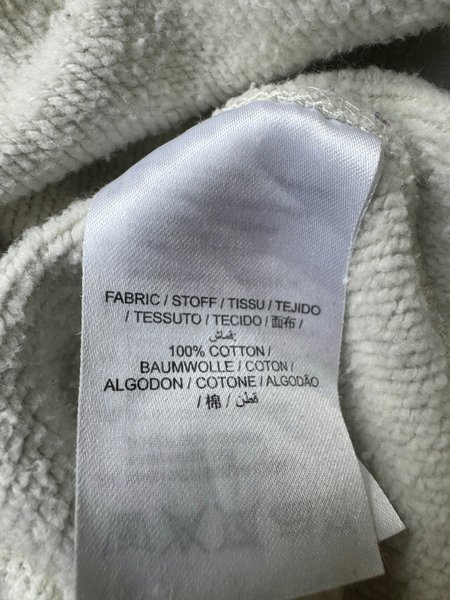 FABRIC / STOFF / TISSU / TEJIDO
/ TESSUTO / TECIDO / 面布 /
قماش:
100% COTTON /
BAUMWOLLE / COTON /
ALGODON / COTONE / ALGODÃO
/ 棉 / قطن